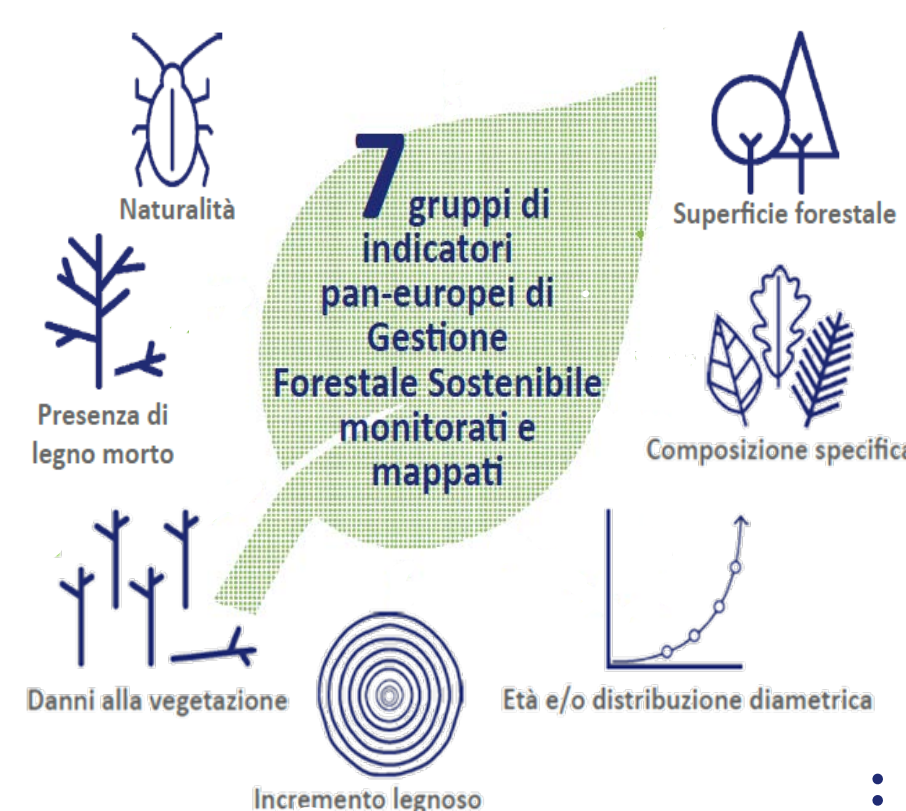 7 gruppi di
indicatori
pan-europei di
Gestione
Forestale Sostenibile
monitorati e
mappati
Naturalità
Superficie forestale
Presenza di
legno morto
Composizione specifica
Danni alla vegetazione
Età e/o distribuzione diametrica
Incremento legnoso
: